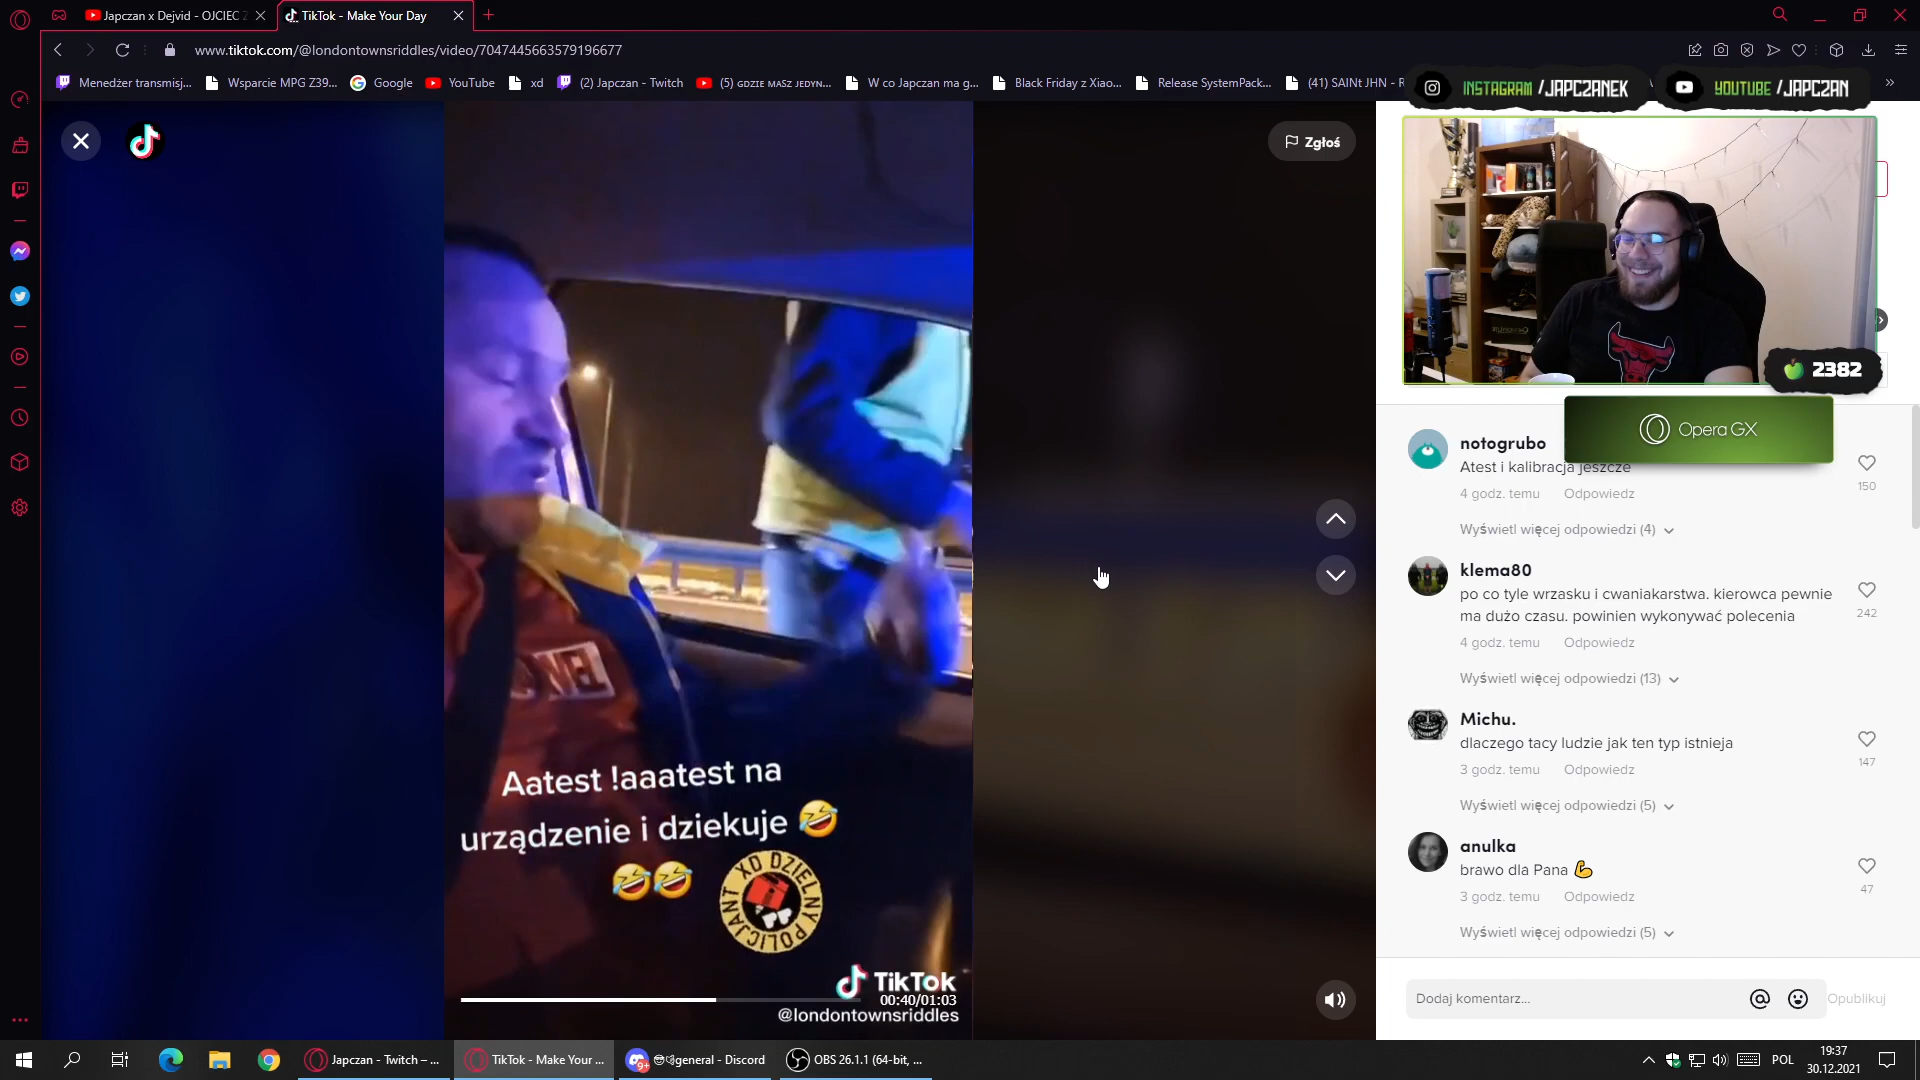 Japczan x Dejvid - OJCIEC
TikTok - Make Your Day
www.tiktok.com/@londontownsriddles/video/7047445663579196677
Menedżer transmisj...
Wsparcie MPG Z39...
Google
YouTube
xd
(2) Japczan - Twitch
(5) GDZIE MASZ JEDYN...
W co Japczan ma g...
Black Friday z Xiao...
Release SystemPack...
(41) SAINt JHN - R
INSTAGRAM /JAPCZANEK
YOUTUBE /JAPCZAN
Zgłoś
2382
Opera GX
Aatest !aaatest na
urządzenie i dziekuje 🤣
🤣🤣
XD DZIELNY POLICJANT
TikTok
00:40/01:03
@londontownsriddles
notogrubo
Atest i kalibracja jeszcze
150
4 godz. temu Odpowiedz
Wyświetl więcej odpowiedzi (4)
klema80
po co tyle wrzasku i cwaniakarstwa. kierowca pewnie
ma dużo czasu. powinien wykonywać polecenia
242
4 godz. temu Odpowiedz
Wyświetl więcej odpowiedzi (13)
Michu.
dlaczego tacy ludzie jak ten typ istnieja
147
3 godz. temu Odpowiedz
Wyświetl więcej odpowiedzi (5)
anulka
brawo dla Pana 💪
47
3 godz. temu Odpowiedz
Wyświetl więcej odpowiedzi (5)
Dodaj komentarz...
Opublikuj
Japczan - Twitch – ...
TikTok - Make Your ...
general - Discord
9+
OBS 26.1.1 (64-bit, ...
POL
19:37
30.12.2021